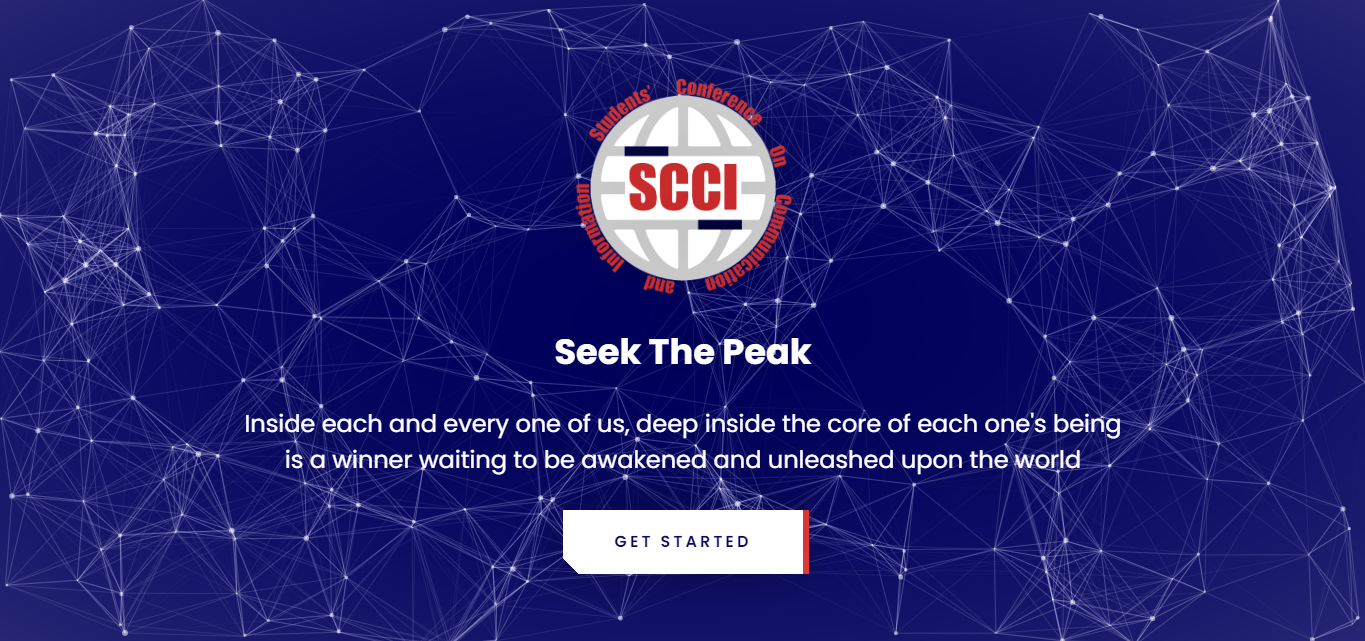 Students' Conference On Communication and Information
SCCI
Seek The Peak
Inside each and every one of us, deep inside the core of each one's being
is a winner waiting to be awakened and unleashed upon the world
GET STARTED